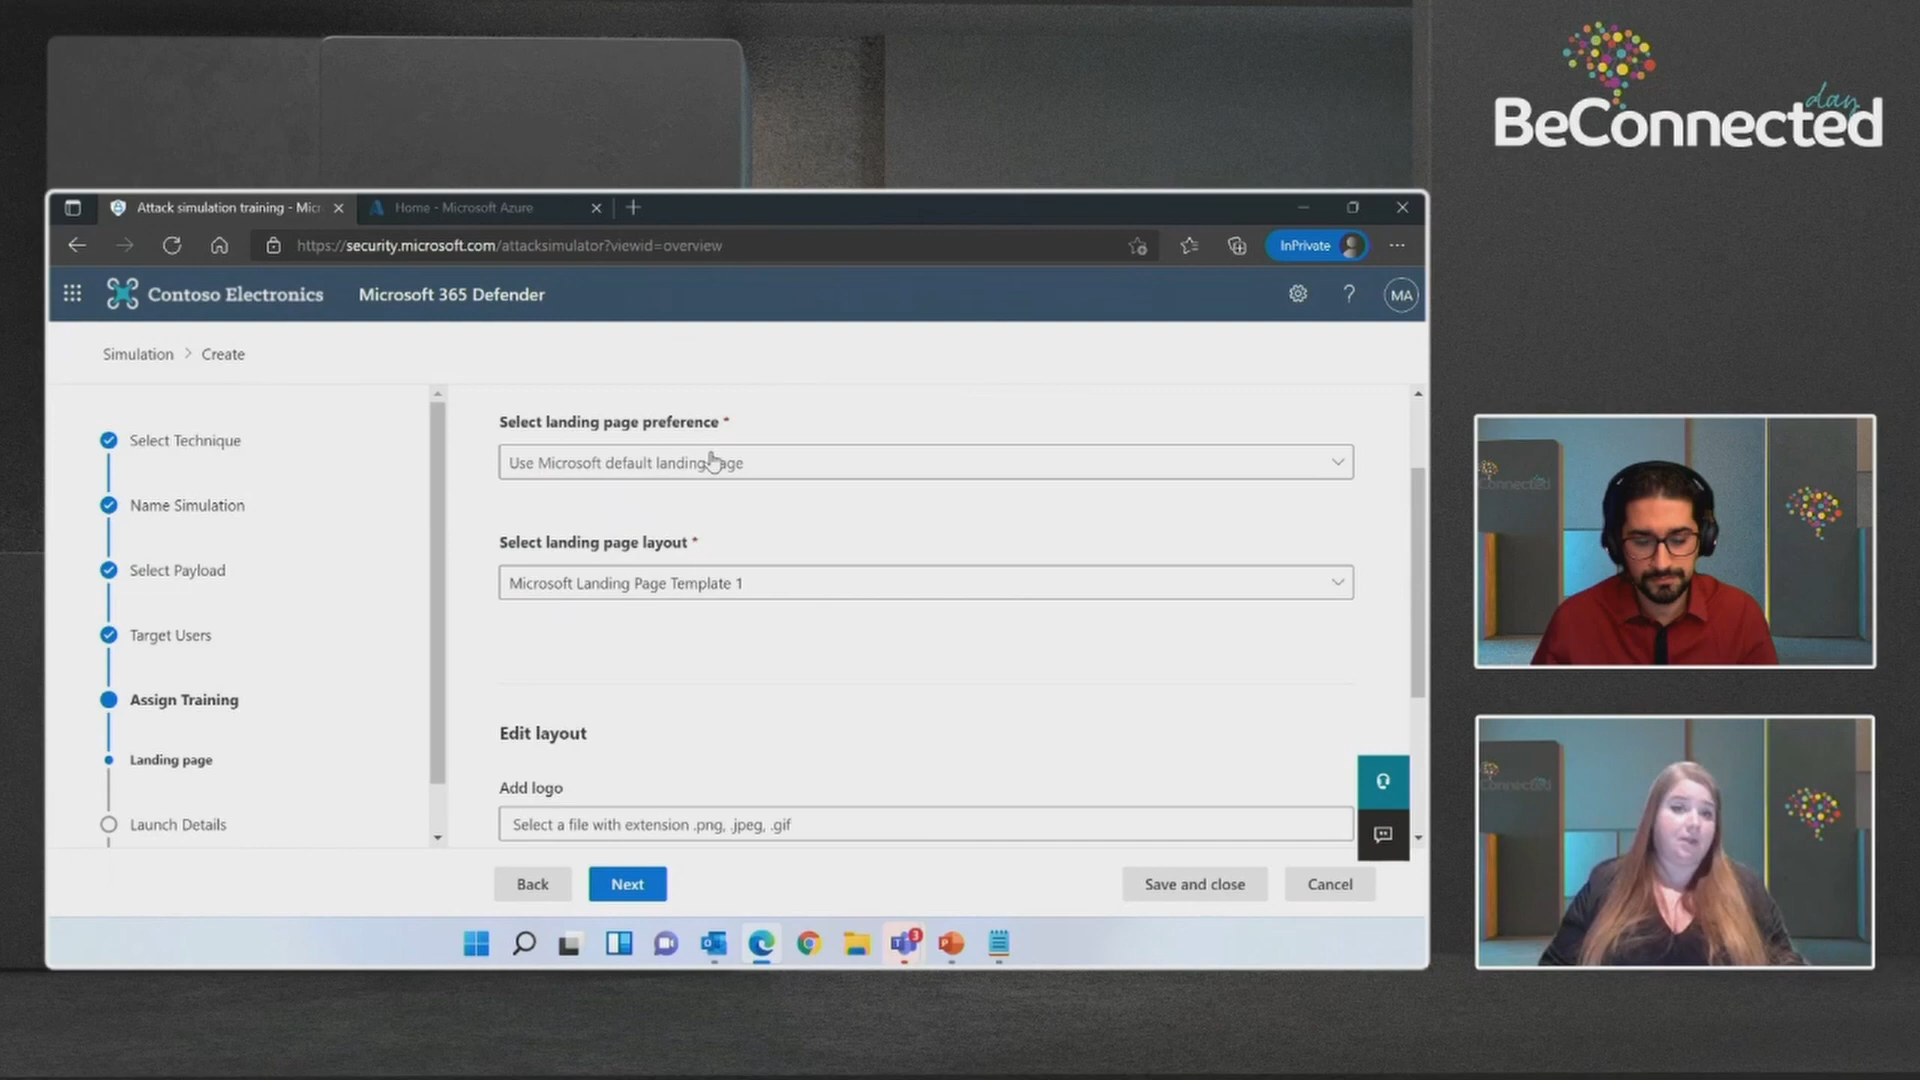 BeConnected
day
Attack simulation training - Micr
Home - Microsoft Azure
https://security.microsoft.com/attacksimulator?viewid=overview
InPrivate
Contoso Electronics
Microsoft 365 Defender
MA
Simulation > Create
Select Technique
Name Simulation
Select Payload
Target Users
Assign Training
Landing page
Launch Details
Select landing page preference *
Use Microsoft default landing page
Select landing page layout *
Microsoft Landing Page Template 1
Edit layout
Add logo
Select a file with extension .png, .jpeg, .gif
Back
Next
Save and close
Cancel
3
Connected
Connected